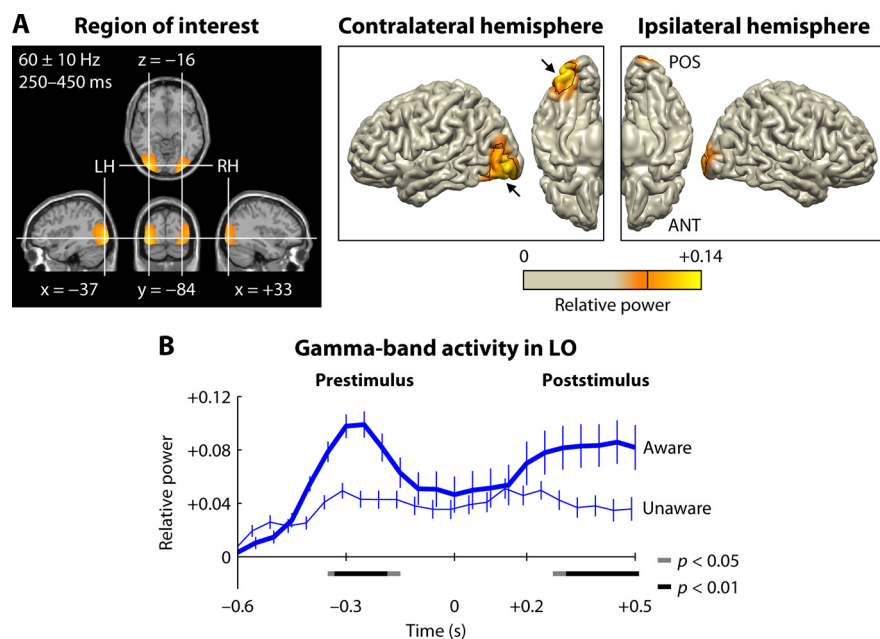 A
Region of interest
60 ± 10 Hz
250–450 ms
z = −16
LH
RH
x = −37
y = −84
x = +33
Contralateral hemisphere
Ipsilateral hemisphere
POS
ANT
0
+0.14
Relative power
B
Gamma-band activity in LO
Prestimulus
Poststimulus
+0.12
+0.08
+0.04
0
Relative power
Aware
Unaware
p < 0.05
p < 0.01
−0.6
−0.3
0
+0.2
+0.5
Time (s)